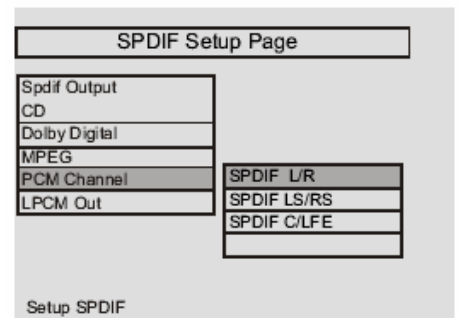 SPDIF Setup Page
Spdif Output
CD
Dolby Digital
MPEG
PCM Channel
LPCM Out
SPDIF L/R
SPDIF LS/RS
SPDIF C/LFE
Setup SPDIF